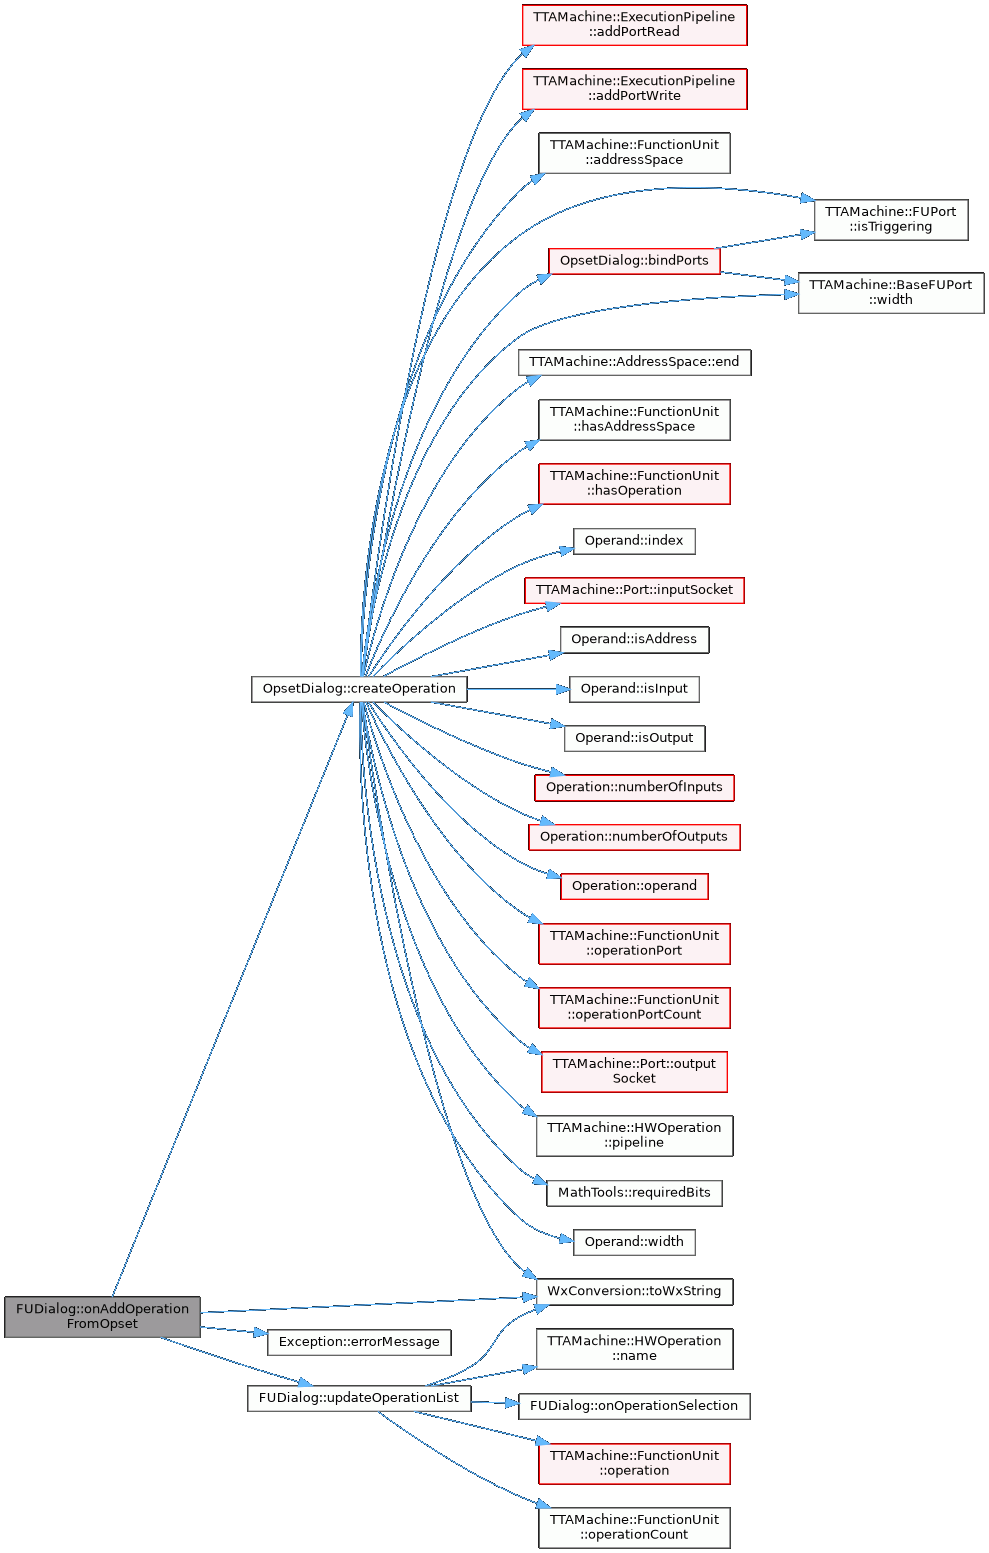 TTAMachine::ExecutionPipeline
::addPortRead
TTAMachine::ExecutionPipeline
::addPortWrite
TTAMachine::FunctionUnit
::addressSpace
TTAMachine::FUPort
::isTriggering
OpsetDialog::bindPorts
TTAMachine::BaseFUPort
::width
TTAMachine::AddressSpace::end
TTAMachine::FunctionUnit
::hasAddressSpace
TTAMachine::FunctionUnit
::hasOperation
Operand::index
TTAMachine::Port::inputSocket
Operand::isAddress
OpsetDialog::createOperation
Operand::isInput
Operand::isOutput
Operation::numberOfInputs
Operation::numberOfOutputs
Operation::operand
TTAMachine::FunctionUnit
::operationPort
TTAMachine::FunctionUnit
::operationPortCount
TTAMachine::Port::output
Socket
TTAMachine::HWOperation
::pipeline
MathTools::requiredBits
Operand::width
WxConversion::toWxString
FUDialog::onAddOperation
FromOpset
Exception::errorMessage
TTAMachine::HWOperation
::name
FUDialog::updateOperationList
FUDialog::onOperationSelection
TTAMachine::FunctionUnit
::operation
TTAMachine::FunctionUnit
::operationCount